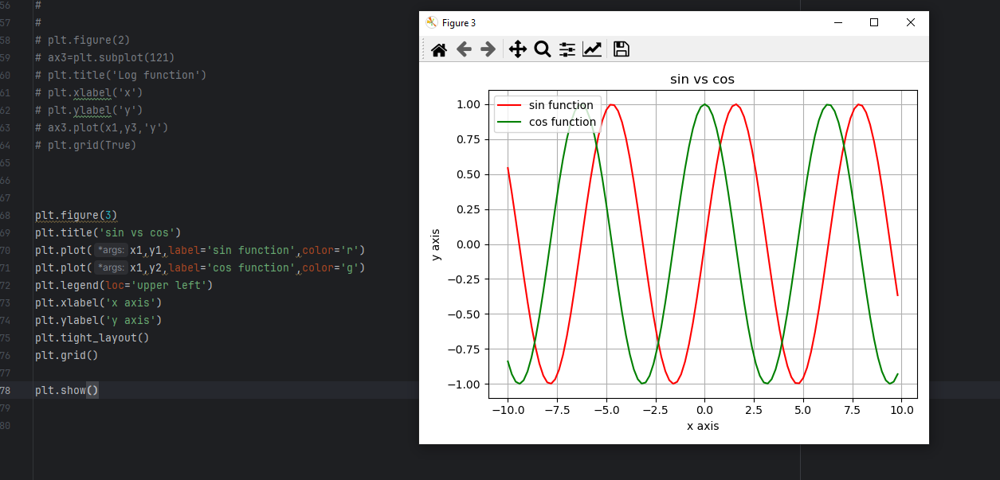 56 #
57 #
58 # plt.figure(2)
59 # ax3=plt.subplot(121)
60 # plt.title('Log function')
61 # plt.xlabel('x')
62 # plt.ylabel('y')
63 # ax3.plot(x1,y3,'y')
64 # plt.grid(True)
65
66
67
68 plt.figure(3)
69 plt.title('sin vs cos')
70 plt.plot( *args: x1,y1,label='sin function',color='r')
71 plt.plot( *args: x1,y2,label='cos function',color='g')
72 plt.legend(loc='upper left')
73 plt.xlabel('x axis')
74 plt.ylabel('y axis')
75 plt.tight_layout()
76 plt.grid()
77
78 plt.show()
79
80
Figure 3
sin vs cos
sin function
cos function
1.00
0.75
0.50
0.25
0.00
−0.25
−0.50
−0.75
−1.00
y axis
−10.0 −7.5 −5.0 −2.5 0.0 2.5 5.0 7.5 10.0
x axis